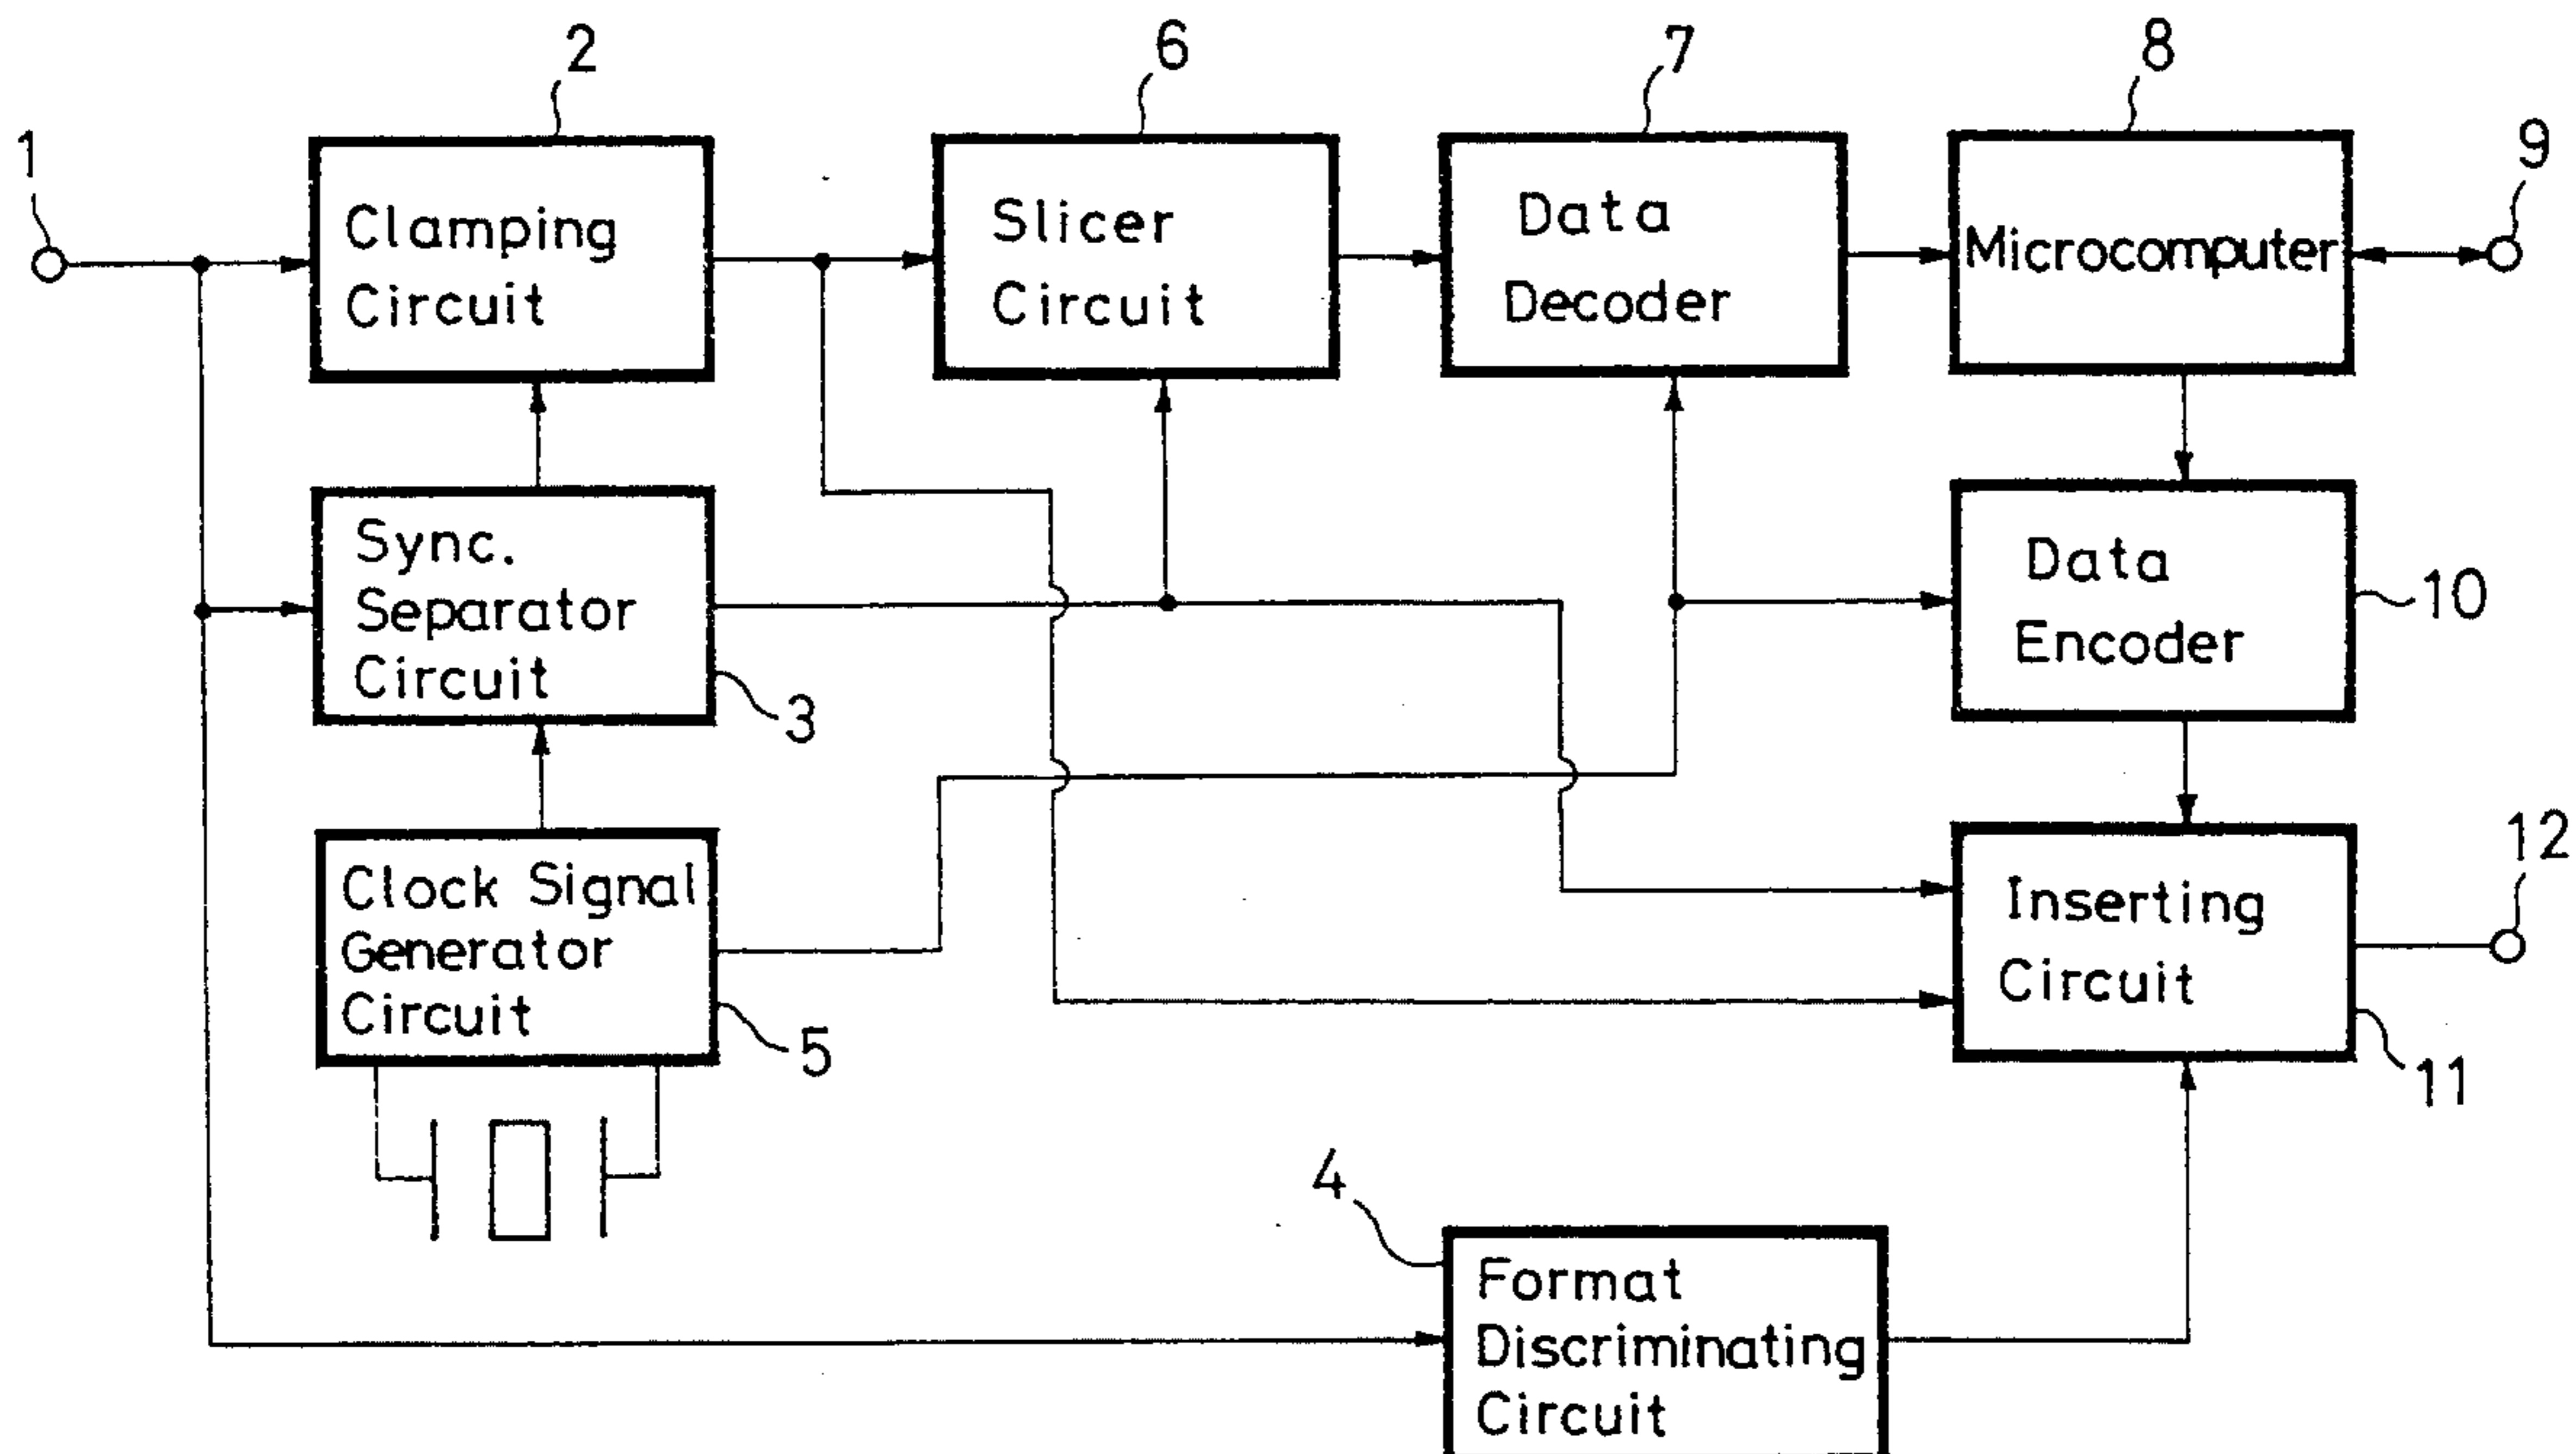 1
2
Clamping
Circuit
6
Slicer
Circuit
7
Data
Decoder
8
Microcomputer
9
Sync.
Separator
Circuit
3
Data
Encoder
10
Clock Signal
Generator
Circuit
5
Inserting
Circuit
11
12
4
Format
Discriminating
Circuit